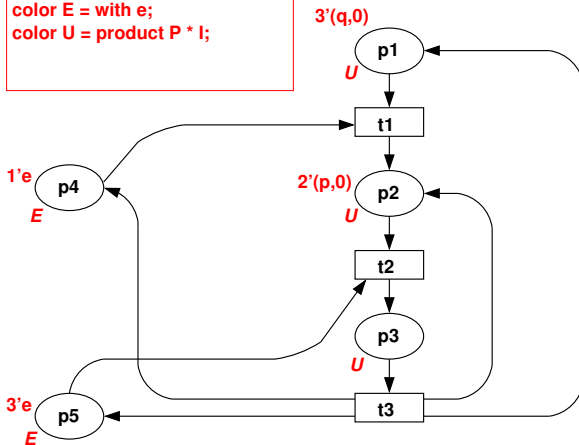 color E = with e;
color U = product P * I;
3'(q,0)
p1
U
t1
1'e
p4
E
2'(p,0)
p2
U
t2
p3
U
3'e
p5
E
t3